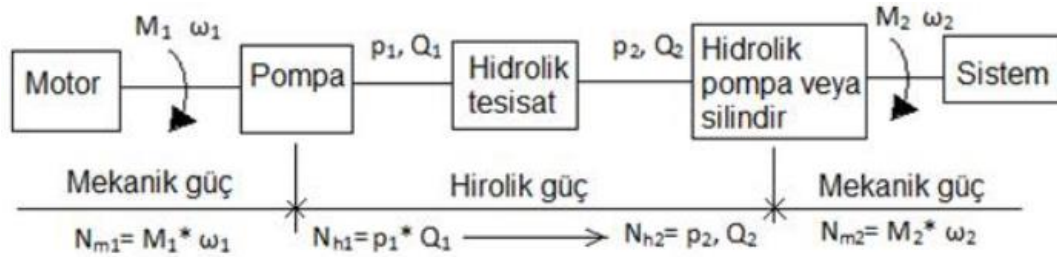 M₁ ω₁
p₁, Q₁
p₂, Q₂
M₂ ω₂
Motor
Pompa
Hidrolik
tesisat
Hidrolik
pompa veya
silindir
Sistem
Mekanik güç
Hirolik güç
Mekanik güç
Nₘ₁= M₁* ω₁
Nₕ₁= p₁* Q₁
Nₕ₂= p₂, Q₂
Nₘ₂= M₂* ω₂